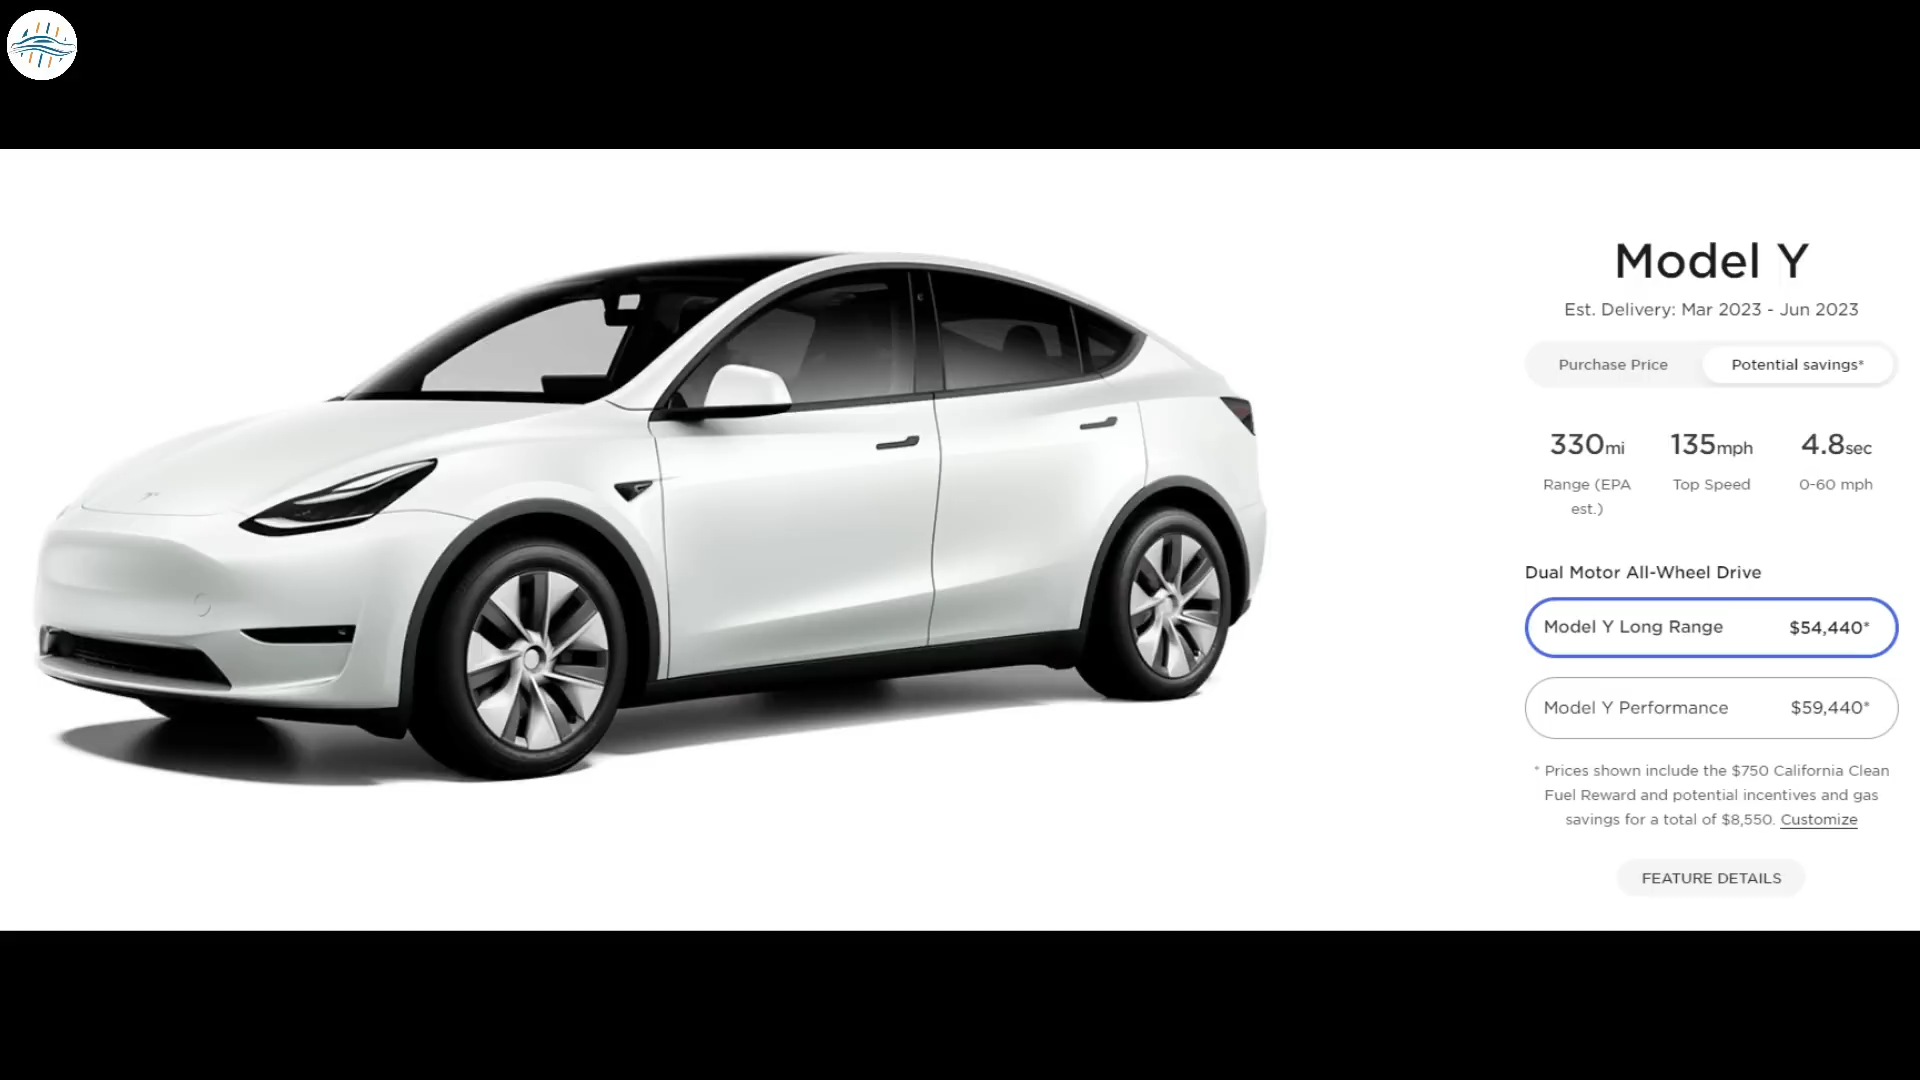 Model Y
Est. Delivery: Mar 2023 - Jun 2023
Purchase Price
Potential savings*
330mi
135mph
4.8sec
Range (EPA
est.)
Top Speed
0-60 mph
Dual Motor All-Wheel Drive
Model Y Long Range
$54,440*
Model Y Performance
$59,440*
* Prices shown include the $750 California Clean
Fuel Reward and potential incentives and gas
savings for a total of $8,550. Customize
FEATURE DETAILS